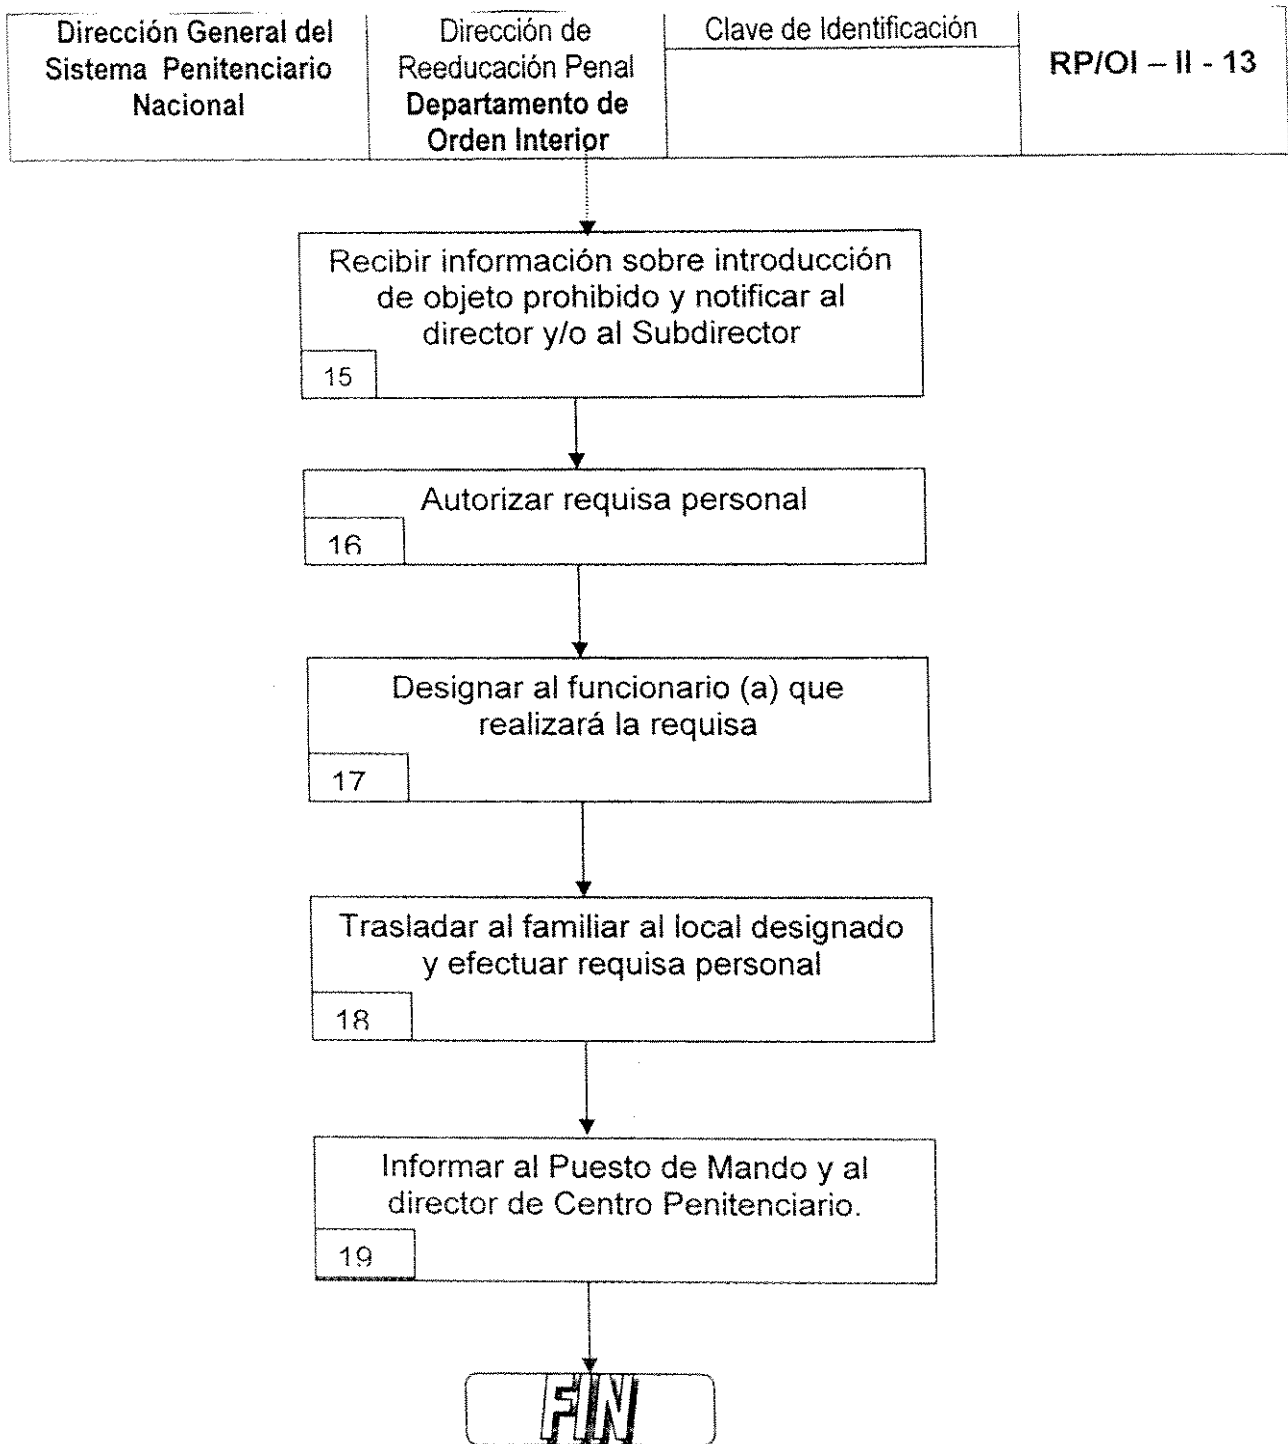 Dirección General del
Sistema Penitenciario
Nacional
Dirección de
Reeducación Penal
Departamento de
Orden Interior
Clave de Identificación
RP/OI – II - 13
Recibir información sobre introducción
de objeto prohibido y notificar al
director y/o al Subdirector
15
Autorizar requisa personal
16
Designar al funcionario (a) que
realizará la requisa
17
Trasladar al familiar al local designado
y efectuar requisa personal
18
Informar al Puesto de Mando y al
director de Centro Penitenciario.
19
FIN